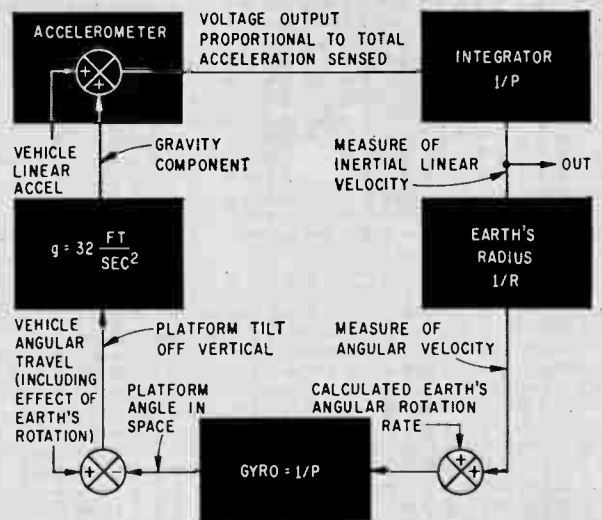 ACCELEROMETER
+
+
VOLTAGE OUTPUT
PROPORTIONAL TO TOTAL
ACCELERATION SENSED
INTEGRATOR
1/P
VEHICLE
LINEAR
ACCEL
GRAVITY
COMPONENT
MEASURE OF
INERTIAL LINEAR
VELOCITY
OUT
g = 32 FT
SEC²
EARTH'S
RADIUS
1/R
VEHICLE
ANGULAR
TRAVEL
(INCLUDING
EFFECT OF
EARTH'S
ROTATION)
PLATFORM TILT
OFF VERTICAL
MEASURE OF
ANGULAR VELOCITY
PLATFORM
ANGLE IN
SPACE
CALCULATED EARTH'S
ANGULAR ROTATION
RATE
+ -
GYRO = 1/P
+
+